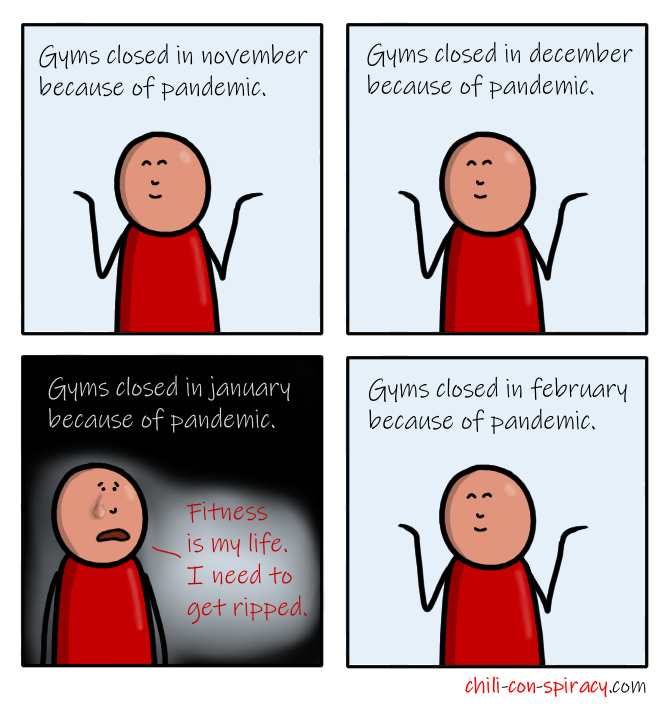 Gyms closed in november
because of pandemic.
Gyms closed in december
because of pandemic.
Gyms closed in january
because of pandemic.
Fitness
is my life.
I need to
get ripped.
Gyms closed in february
because of pandemic.
chili-con-spiracy.com